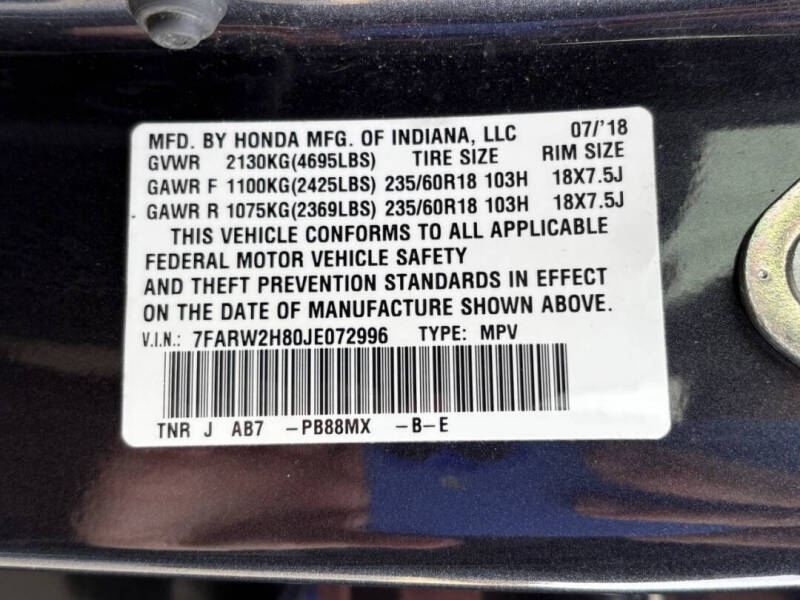 MFD. BY HONDA MFG. OF INDIANA, LLC 07/'18
GVWR 2130KG(4695LBS) TIRE SIZE RIM SIZE
GAWR F 1100KG(2425LBS) 235/60R18 103H 18X7.5J
GAWR R 1075KG(2369LBS) 235/60R18 103H 18X7.5J
THIS VEHICLE CONFORMS TO ALL APPLICABLE
FEDERAL MOTOR VEHICLE SAFETY
AND THEFT PREVENTION STANDARDS IN EFFECT
ON THE DATE OF MANUFACTURE SHOWN ABOVE.
V.I.N.: 7FARW2H80JE072996 TYPE: MPV
TNR J AB7 -PB88MX -B-E